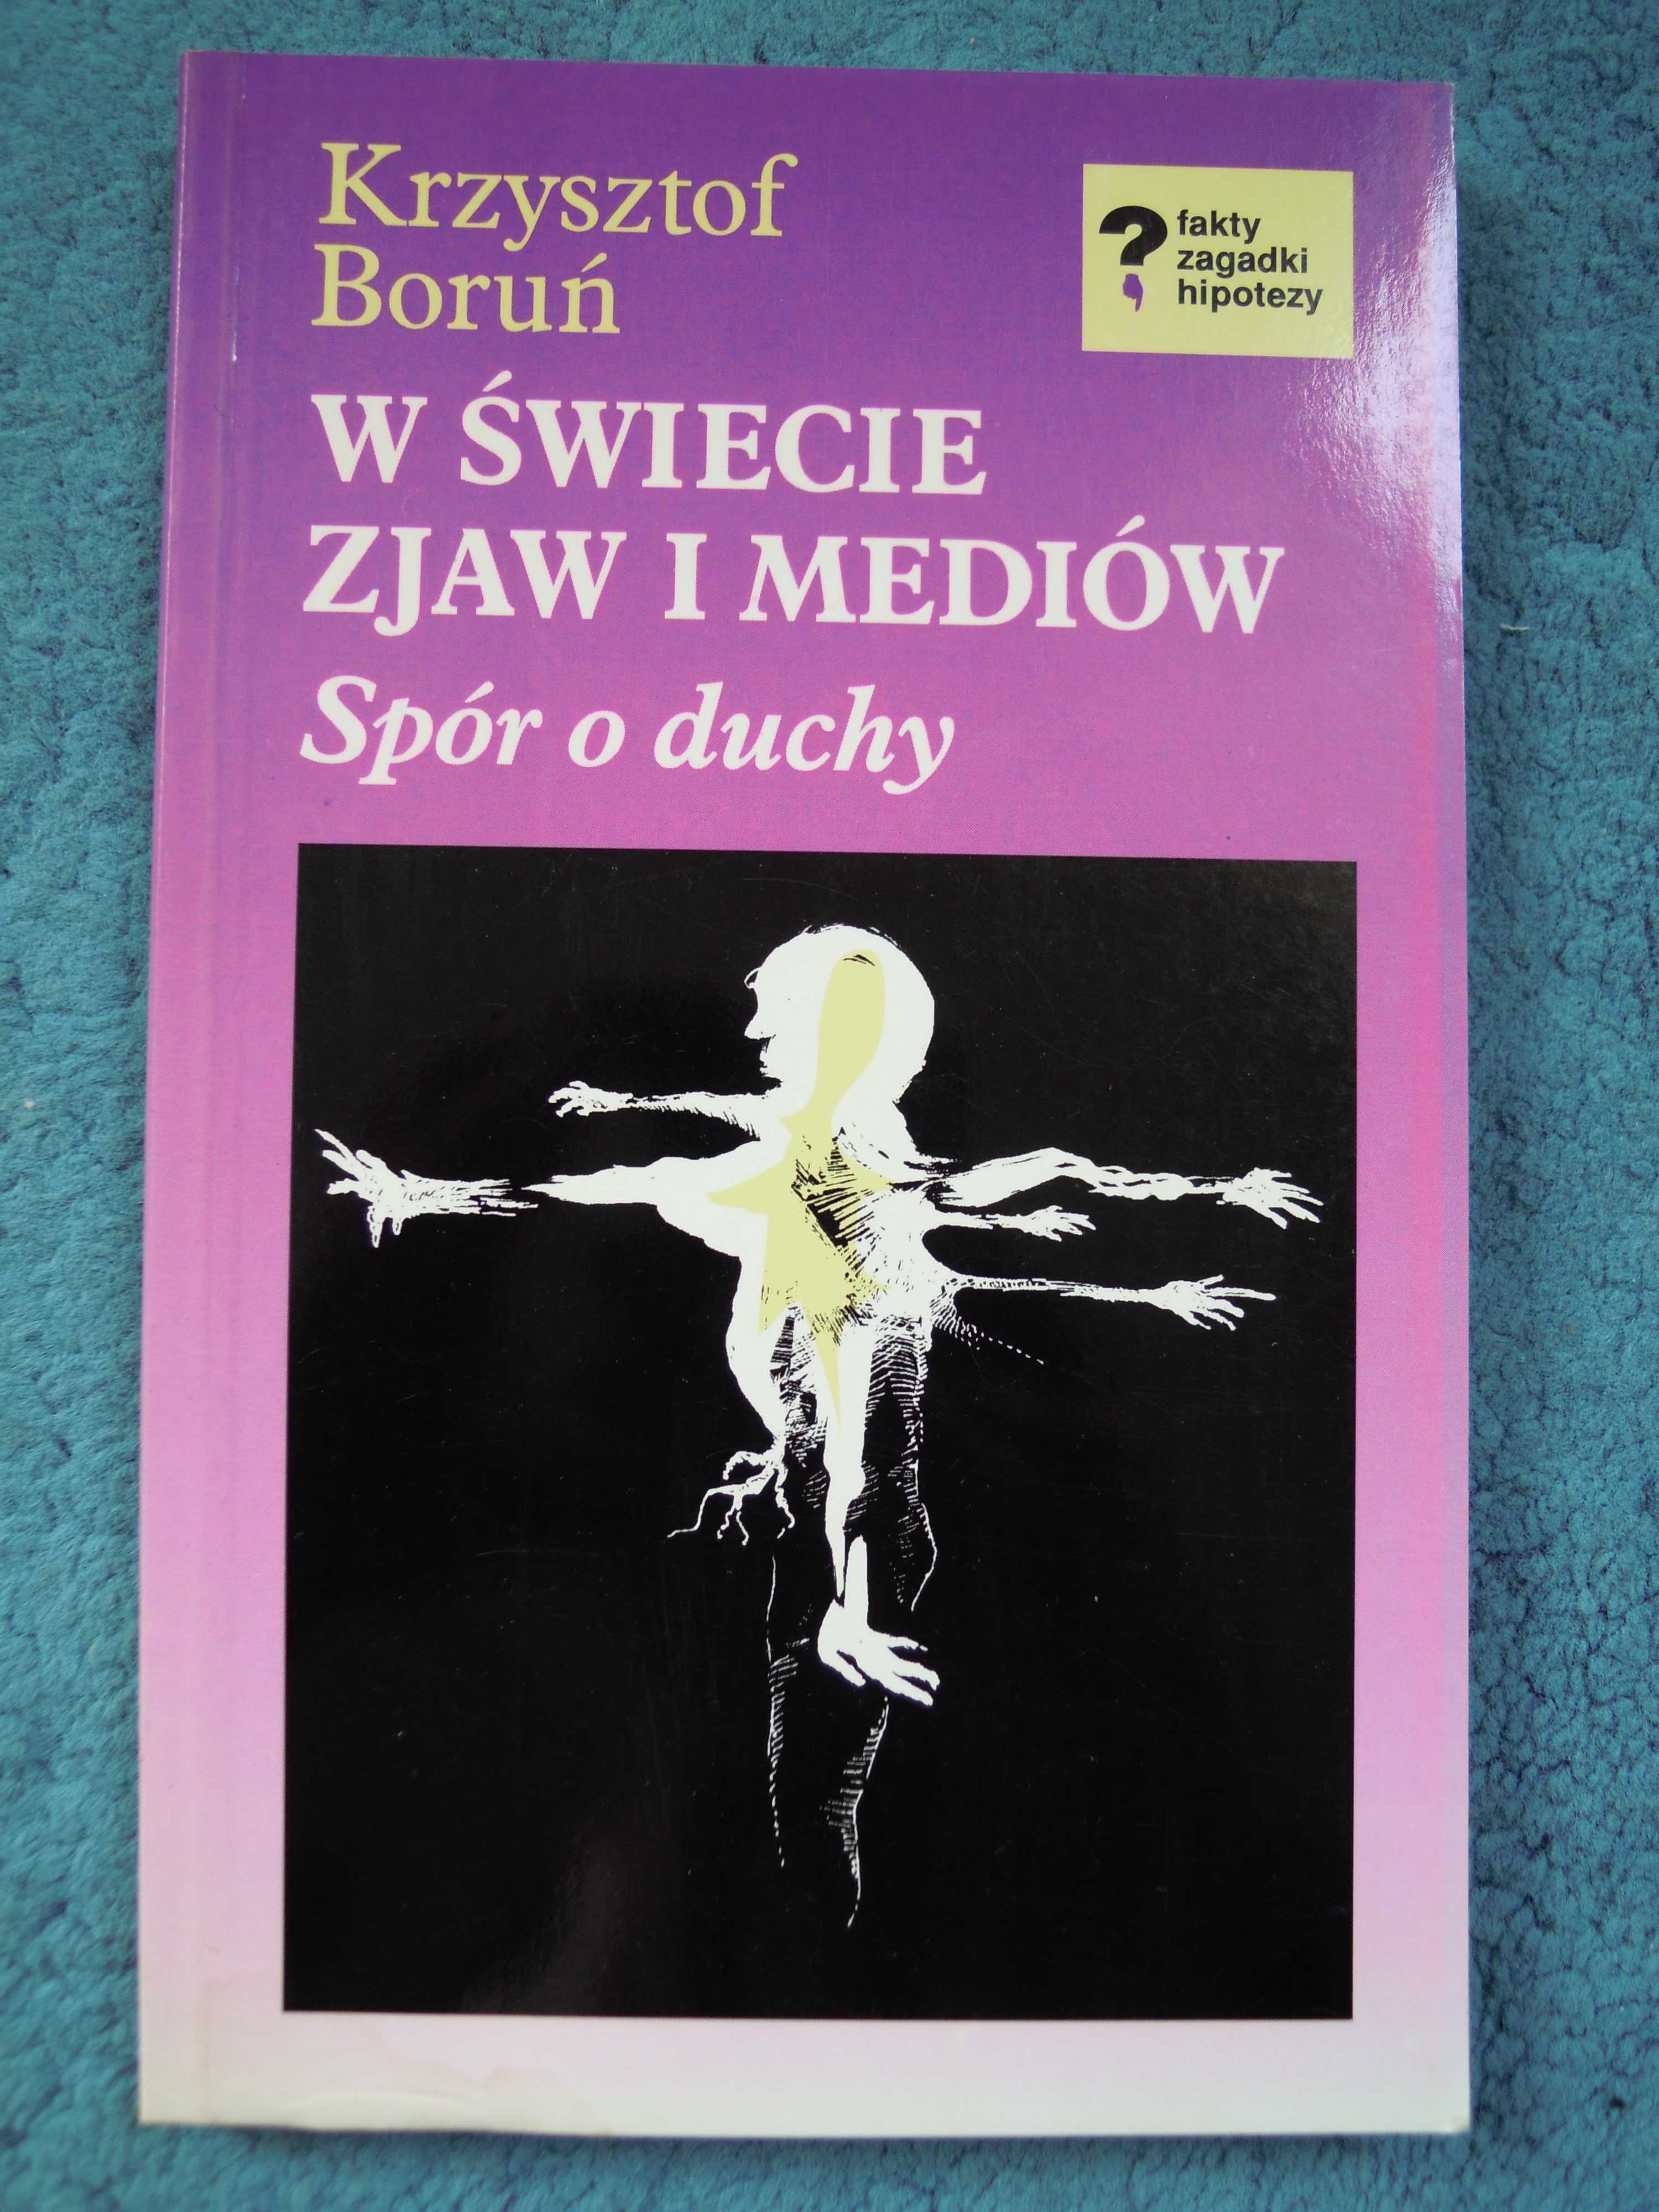 Krzysztof
Boruń
? fakty
zagadki
hipotezy
W ŚWIECIE
ZJAW I MEDIÓW
Spór o duchy